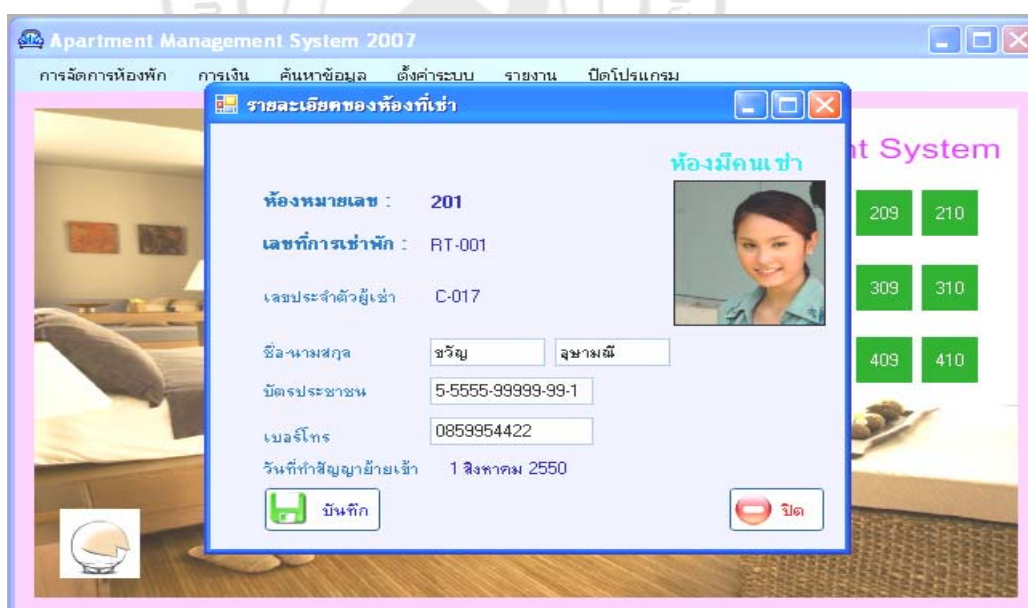 Apartment Management System 2007
การจัดการห้องพัก การเงิน ค้นหาข้อมูล ตั้งค่าระบบ รายงาน ปิดโปรแกรม
รายละเอียดของห้องที่เช่า
nt System
ห้องมีคนเช่า
ห้องหมายเลข : 201
209 210
เลขที่การเช่าพัก : RT-001
เลขประจำตัวผู้เช่า C-017
309 310
ชื่อ-นามสกุล ขวัญ อุษามณี
409 410
บัตรประชาชน 5-5555-99999-99-1
เบอร์โทร 0859954422
วันที่ทำสัญญาย้ายเข้า 1 สิงหาคม 2550
บันทึก ปิด